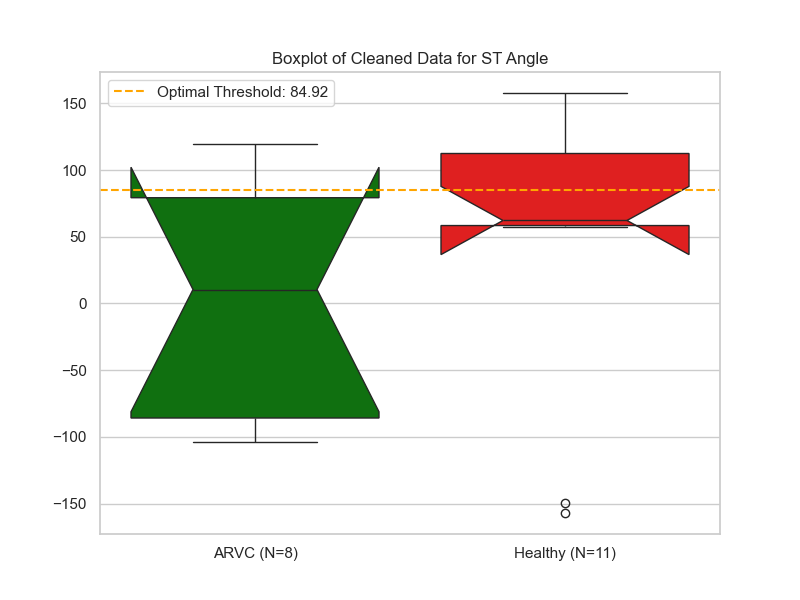 Boxplot of Cleaned Data for ST Angle
Optimal Threshold: 84.92
150
100
50
0
−50
−100
−150
ARVC (N=8)
Healthy (N=11)